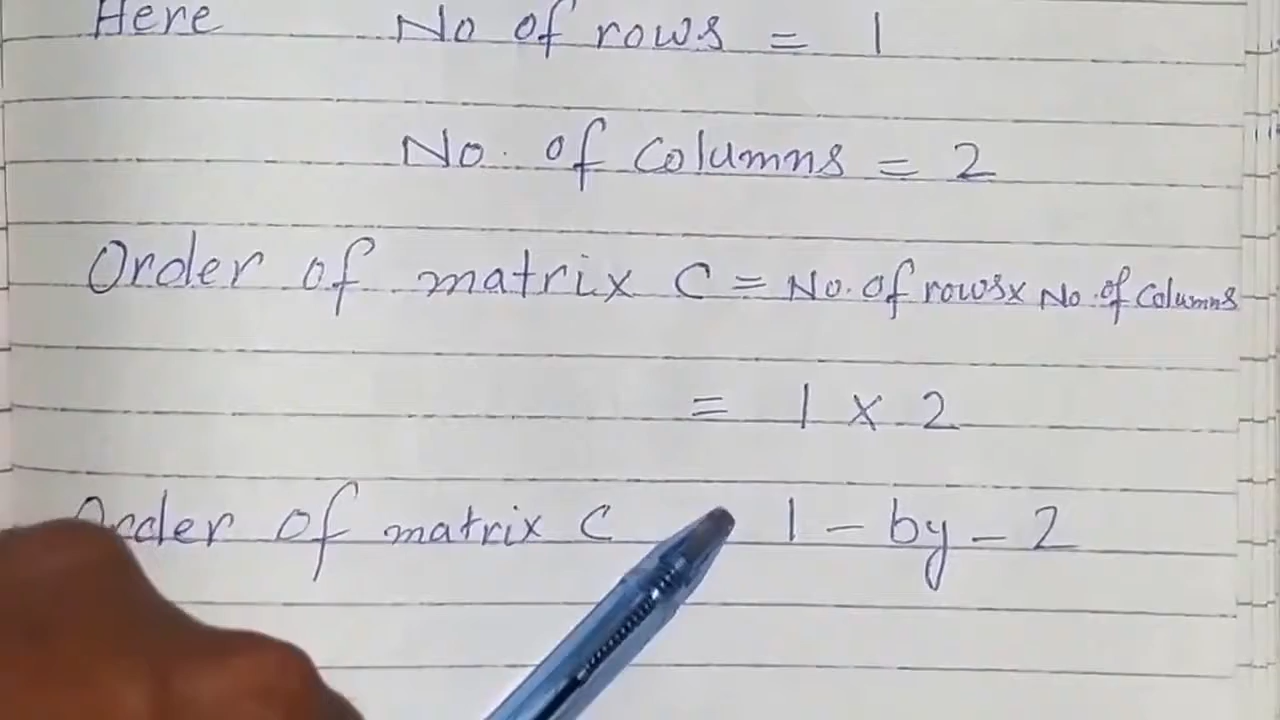 Here No of rows = 1
No. of Columns = 2
Order of matrix C = No. of rows x No. of Columns
= 1 x 2
Order of matrix C 1 - by - 2